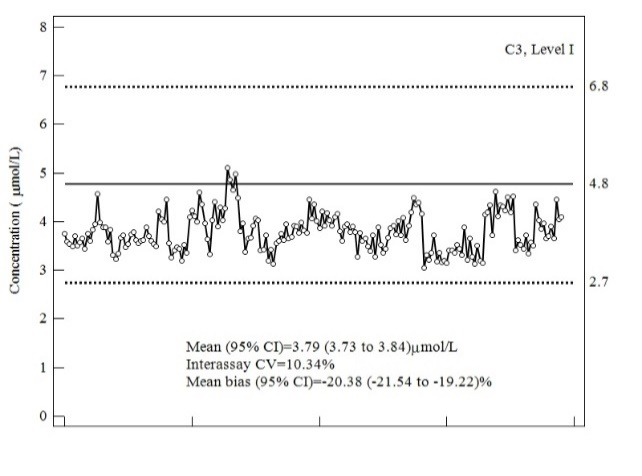 8
C3, Level I
7
6.8
6
5
4.8
4
3
2.7
2
Mean (95% CI)=3.79 (3.73 to 3.84)μmol/L
Interassay CV=10.34%
1
Mean bias (95% CI)=-20.38 (-21.54 to -19.22)%
0
Concentration ( μmol/L)